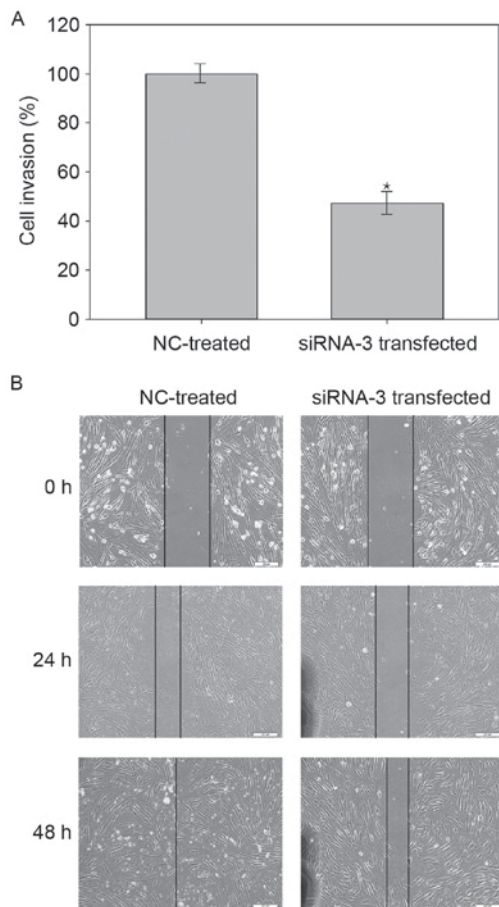 A
120
100
80
60
40
20
0
Cell invasion (%)
*
NC-treated siRNA-3 transfected
B
NC-treated siRNA-3 transfected
0 h
24 h
48 h